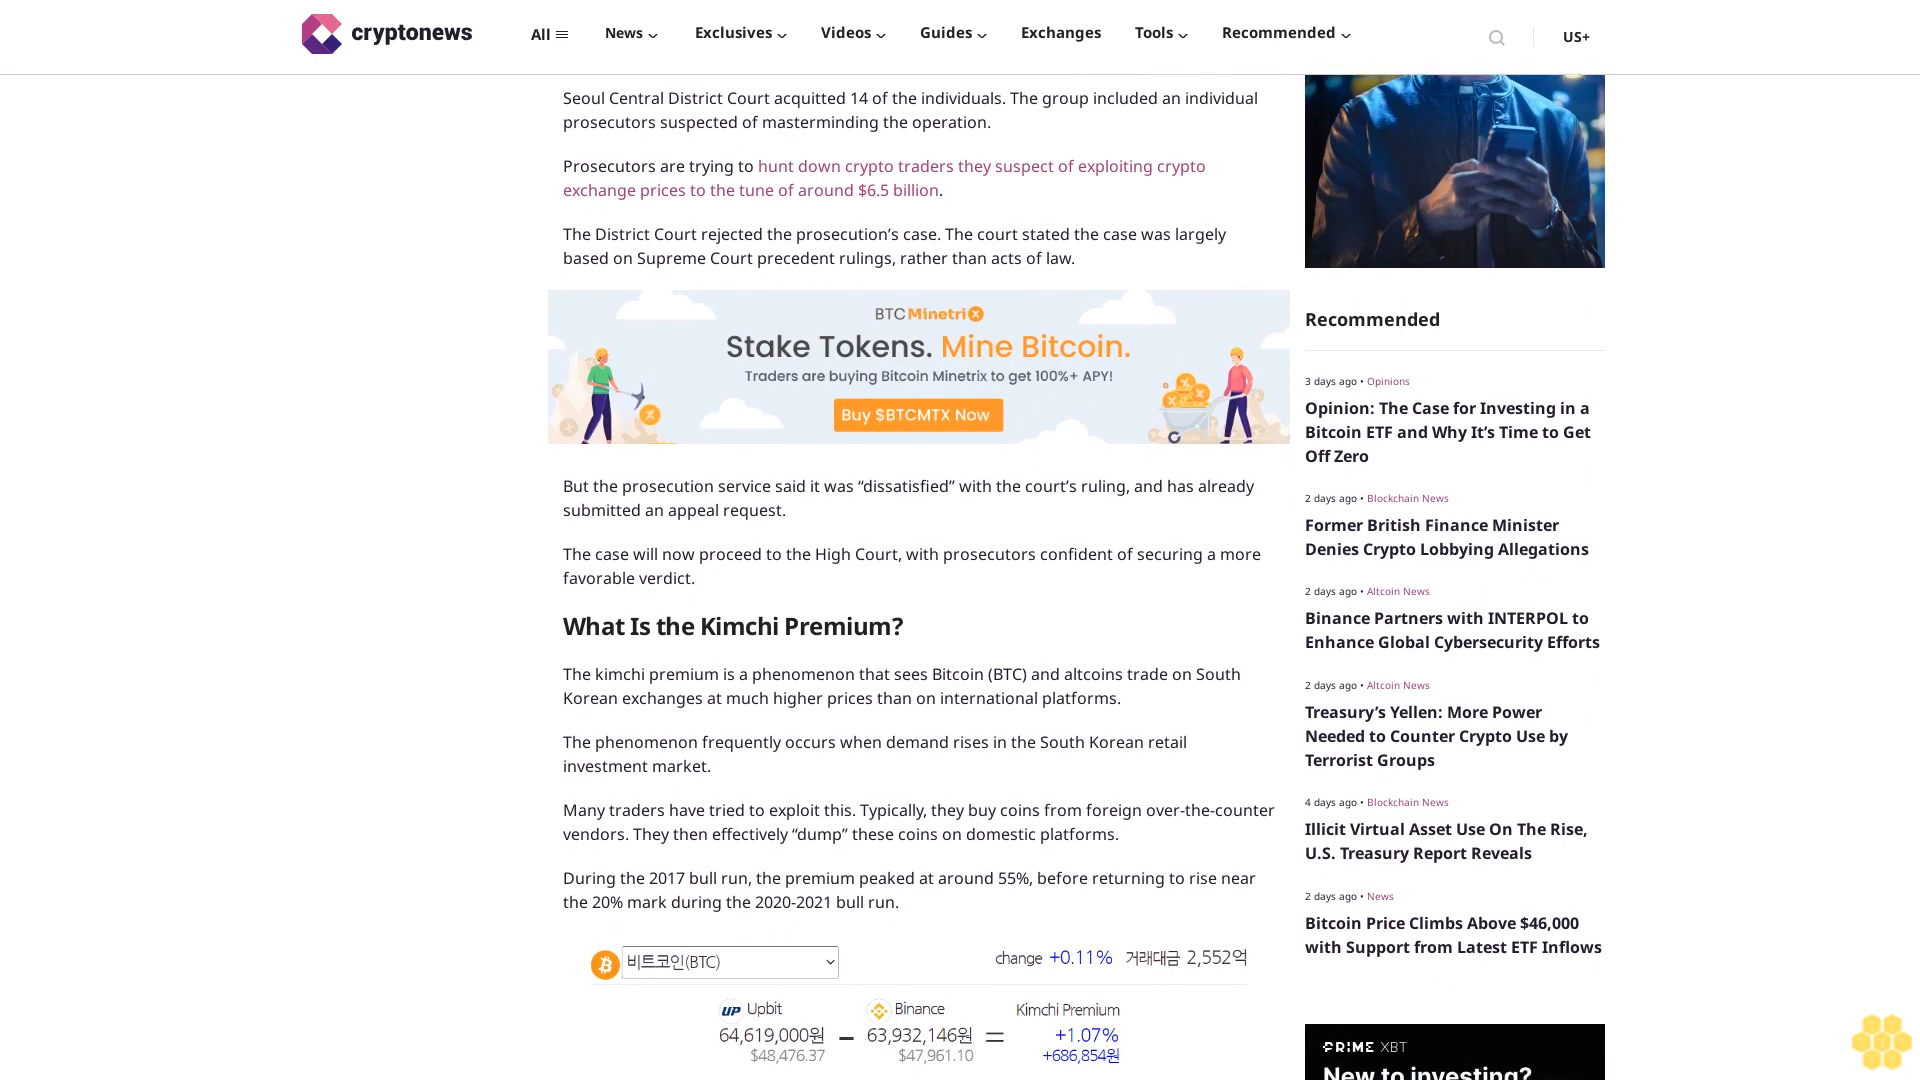 cryptonews
All
News
Exclusives
Videos
Guides
Exchanges
Tools
Recommended
US+
Seoul Central District Court acquitted 14 of the individuals. The group included an individual
prosecutors suspected of masterminding the operation.
Prosecutors are trying to hunt down crypto traders they suspect of exploiting crypto
exchange prices to the tune of around $6.5 billion.
The District Court rejected the prosecution’s case. The court stated the case was largely
based on Supreme Court precedent rulings, rather than acts of law.
BTC Minetrix
Stake Tokens. Mine Bitcoin.
Traders are buying Bitcoin Minetrix to get 100%+ APY!
Buy $BTCMTX Now
But the prosecution service said it was “dissatisfied” with the court’s ruling, and has already
submitted an appeal request.
The case will now proceed to the High Court, with prosecutors confident of securing a more
favorable verdict.
What Is the Kimchi Premium?
The kimchi premium is a phenomenon that sees Bitcoin (BTC) and altcoins trade on South
Korean exchanges at much higher prices than on international platforms.
The phenomenon frequently occurs when demand rises in the South Korean retail
investment market.
Many traders have tried to exploit this. Typically, they buy coins from foreign over-the-counter
vendors. They then effectively “dump” these coins on domestic platforms.
During the 2017 bull run, the premium peaked at around 55%, before returning to rise near
the 20% mark during the 2020-2021 bull run.
비트코인(BTC)
change +0.11% 거래대금 2,552억
UP Upbit
Binance
Kimchi Premium
64,619,000원 – 63,932,146원 = +1.07%
$48,476.37 $47,961.10 +686,854원
Recommended
3 days ago • Opinions
Opinion: The Case for Investing in a
Bitcoin ETF and Why It’s Time to Get
Off Zero
2 days ago • Blockchain News
Former British Finance Minister
Denies Crypto Lobbying Allegations
2 days ago • Altcoin News
Binance Partners with INTERPOL to
Enhance Global Cybersecurity Efforts
2 days ago • Altcoin News
Treasury’s Yellen: More Power
Needed to Counter Crypto Use by
Terrorist Groups
4 days ago • Blockchain News
Illicit Virtual Asset Use On The Rise,
U.S. Treasury Report Reveals
2 days ago • News
Bitcoin Price Climbs Above $46,000
with Support from Latest ETF Inflows
PRIME XBT
New to investing?